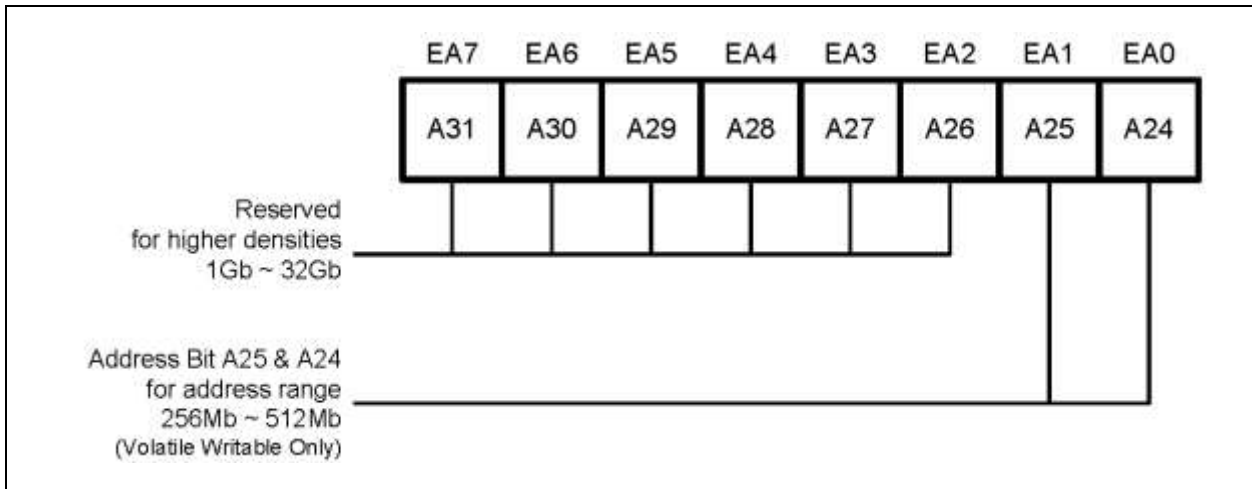 EA7 EA6 EA5 EA4 EA3 EA2 EA1 EA0
A31 A30 A29 A28 A27 A26 A25 A24
Reserved
for higher densities
1Gb ~ 32Gb
Address Bit A25 & A24
for address range
256Mb ~ 512Mb
(Volatile Writable Only)